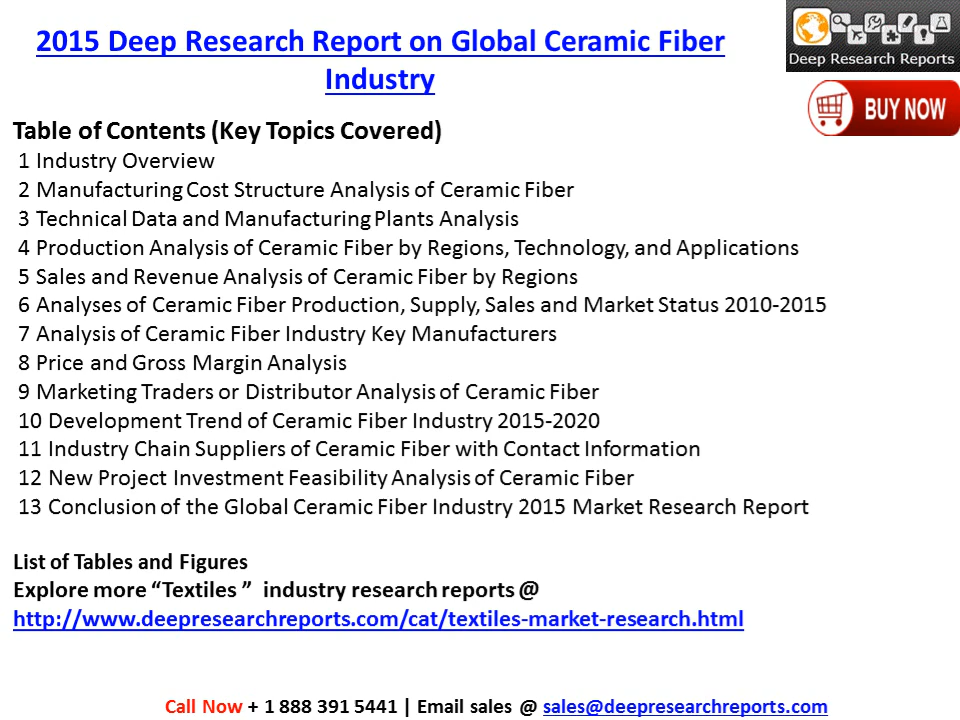 2015 Deep Research Report on Global Ceramic Fiber
Industry
Deep Research Reports
BUY NOW
Table of Contents (Key Topics Covered)
1 Industry Overview
2 Manufacturing Cost Structure Analysis of Ceramic Fiber
3 Technical Data and Manufacturing Plants Analysis
4 Production Analysis of Ceramic Fiber by Regions, Technology, and Applications
5 Sales and Revenue Analysis of Ceramic Fiber by Regions
6 Analyses of Ceramic Fiber Production, Supply, Sales and Market Status 2010-2015
7 Analysis of Ceramic Fiber Industry Key Manufacturers
8 Price and Gross Margin Analysis
9 Marketing Traders or Distributor Analysis of Ceramic Fiber
10 Development Trend of Ceramic Fiber Industry 2015-2020
11 Industry Chain Suppliers of Ceramic Fiber with Contact Information
12 New Project Investment Feasibility Analysis of Ceramic Fiber
13 Conclusion of the Global Ceramic Fiber Industry 2015 Market Research Report
List of Tables and Figures
Explore more “Textiles ” industry research reports @
http://www.deepresearchreports.com/cat/textiles-market-research.html
Call Now + 1 888 391 5441 | Email sales @ sales@deepresearchreports.com